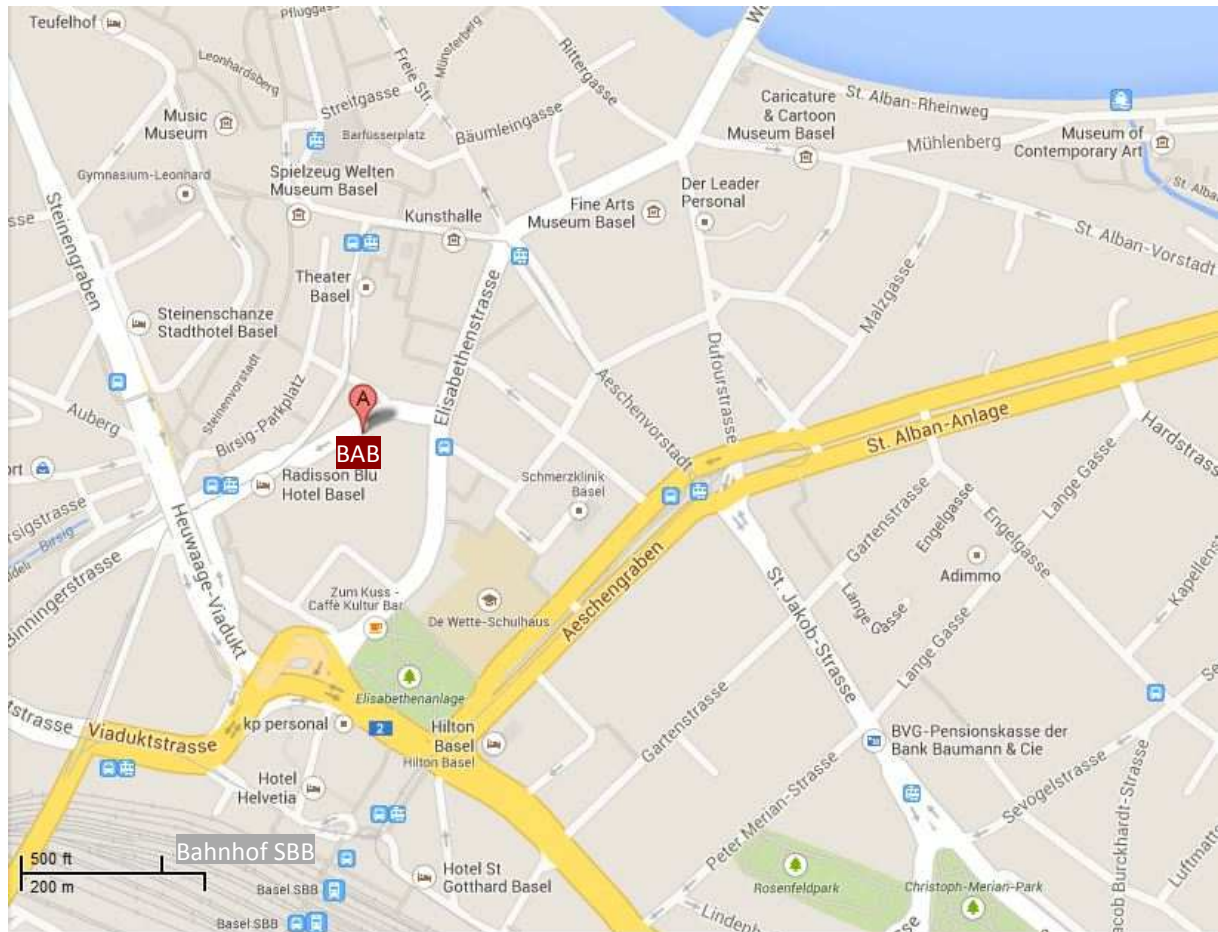 Teufelhof
Pfluggasse
Leonhardsberg
Münsterberg
Freie Str.
Rittergasse
Streitgasse
Music
Museum
Barfüsserplatz
Bäumleingasse
Caricature
& Cartoon
Museum Basel
St. Alban-Rheinweg
Mühlenberg
Museum of
Contemporary Art
Gymnasium-Leonhard
Spielzeug Welten
Museum Basel
Kunsthalle
Fine Arts
Museum Basel
Der Leader
Personal
St. Alban-Vorstadt
Steinengraben
Theater
Basel
Elisabethenstrasse
Malzgasse
Steinenschanze
Stadthotel Basel
Steinenvorstadt
Dufourstrasse
Aeschenvorstadt
Auberg
Birsig-Parkplatz
A
BAB
Radisson Blu
Hotel Basel
St. Alban-Anlage
Hardstrasse
Schmerzklinik
Basel
Birsig
Binningerstrasse
Heuwaage-Viadukt
Gartenstrasse
Engelgasse
Lange Gasse
Engelgasse
Adimmo
Lange Gasse
Zum Kuss -
Caffè Kultur Bar
De Wette-Schulhaus
Aeschengraben
St. Jakob-Strasse
Lange Gasse
Elisabethenanlage
kp personal
2
Viaduktstrasse
Hilton
Basel
Hilton Basel
Gartenstrasse
BVG-Pensionskasse der
Bank Baumann & Cie
Hotel
Helvetia
Peter Merian-Strasse
Sevogelstrasse
Bahnhof SBB
500 ft
200 m
Hotel St
Gotthard Basel
Basel SBB
Basel SBB
Rosenfeldpark
Christoph-Merian-Park